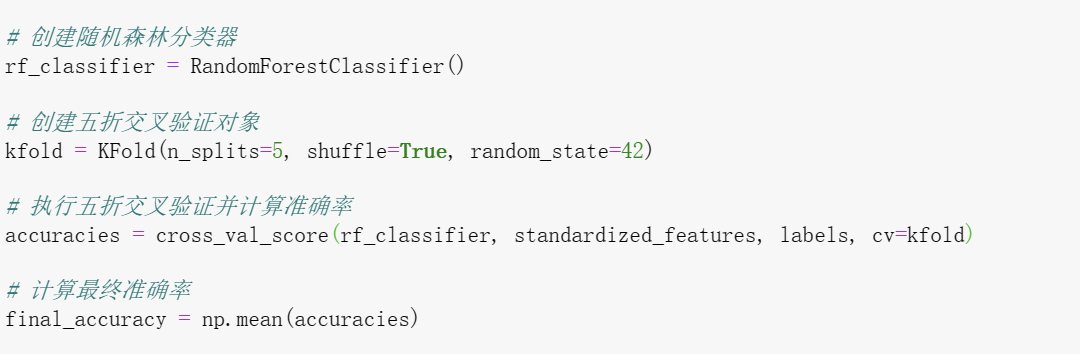 # 创建随机森林分类器
rf_classifier = RandomForestClassifier()
# 创建五折交叉验证对象
kfold = KFold(n_splits=5, shuffle=True, random_state=42)
# 执行五折交叉验证并计算准确率
accuracies = cross_val_score(rf_classifier, standardized_features, labels, cv=kfold)
# 计算最终准确率
final_accuracy = np.mean(accuracies)